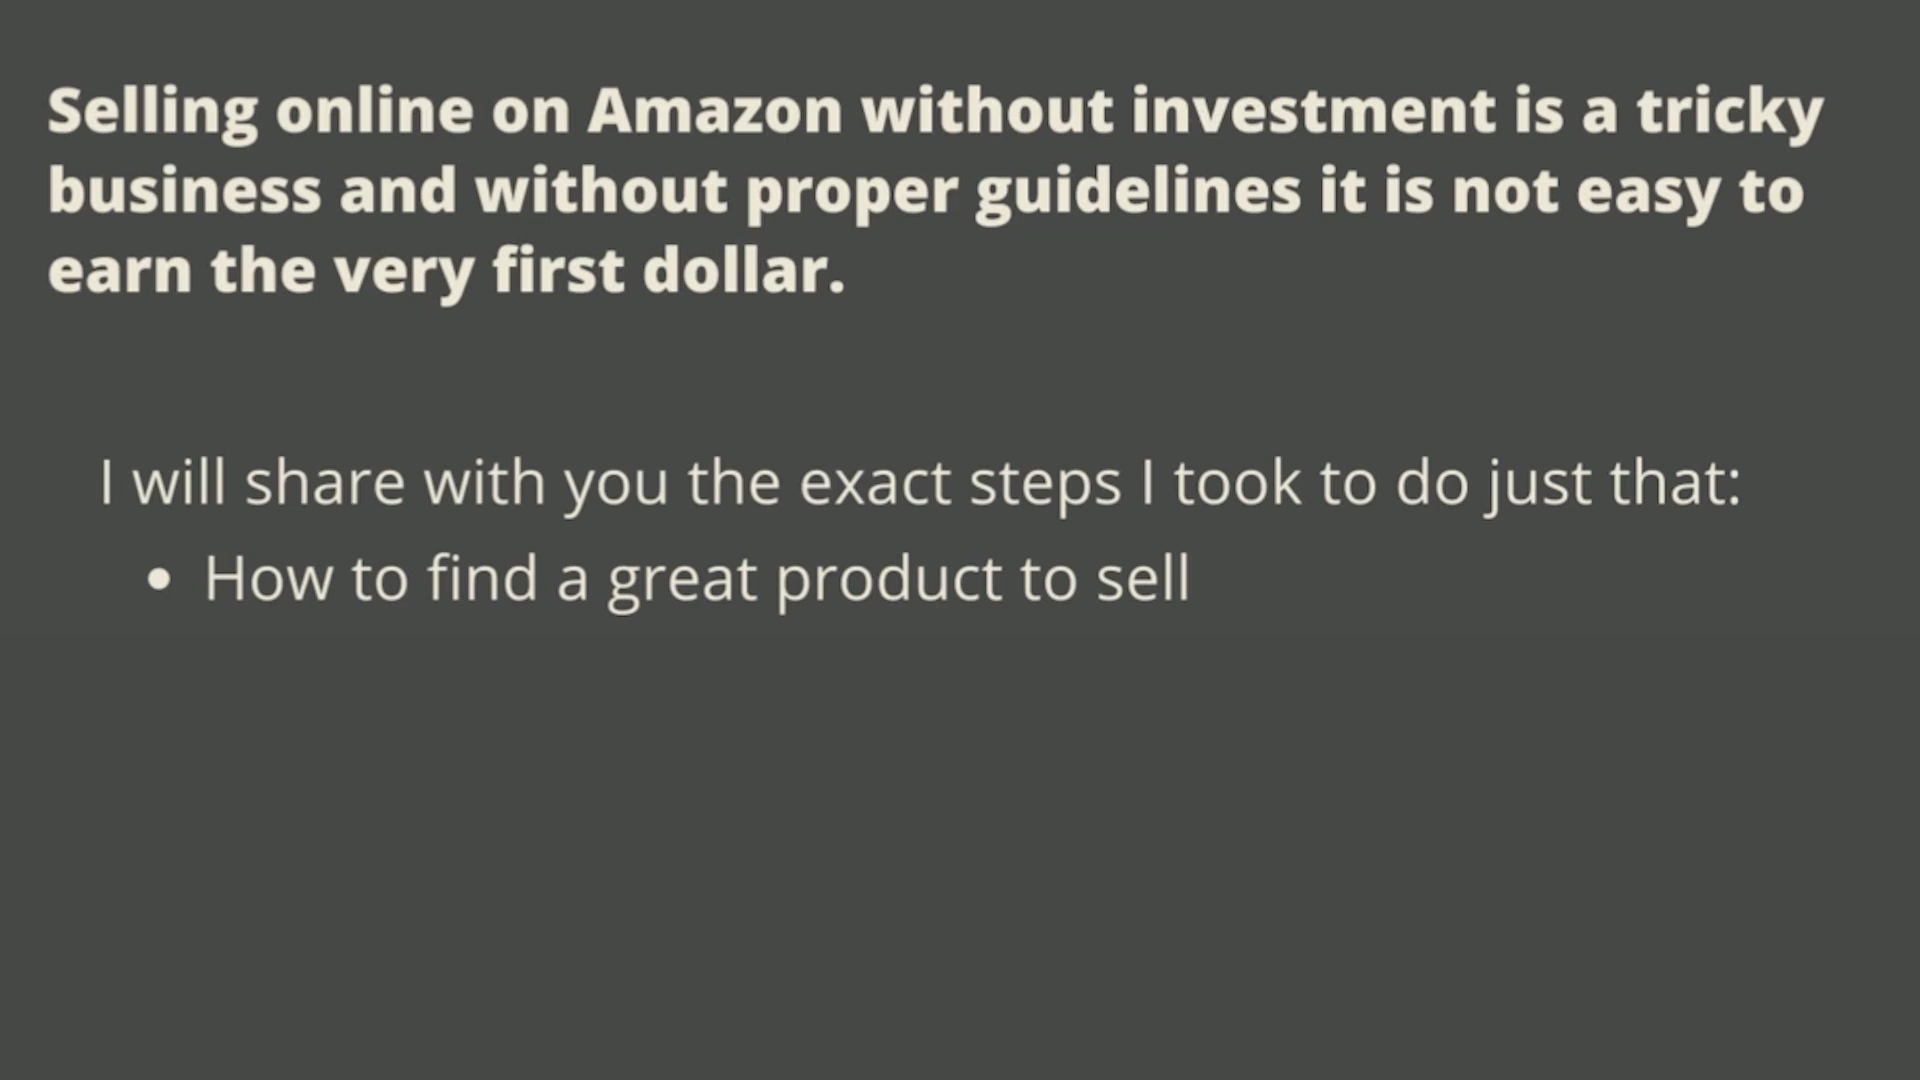 Selling online on Amazon without investment is a tricky
business and without proper guidelines it is not easy to
earn the very first dollar.
I will share with you the exact steps I took to do just that:
• How to find a great product to sell